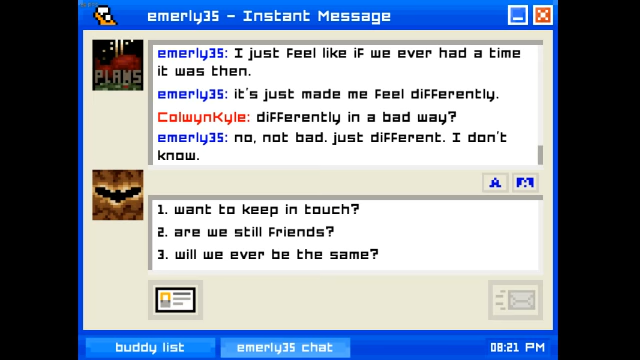 emerly35 - Instant Message
emerly35: I just feel like if we ever had a time
it was then.
emerly35: it's just made me feel differently.
ColwynKyle: differently in a bad way?
emerly35: no, not bad. just different. I don't
know.
PLANS
A
1. want to keep in touch?
2. are we still friends?
3. will we ever be the same?
buddy list
emerly35 chat
08:21 PM